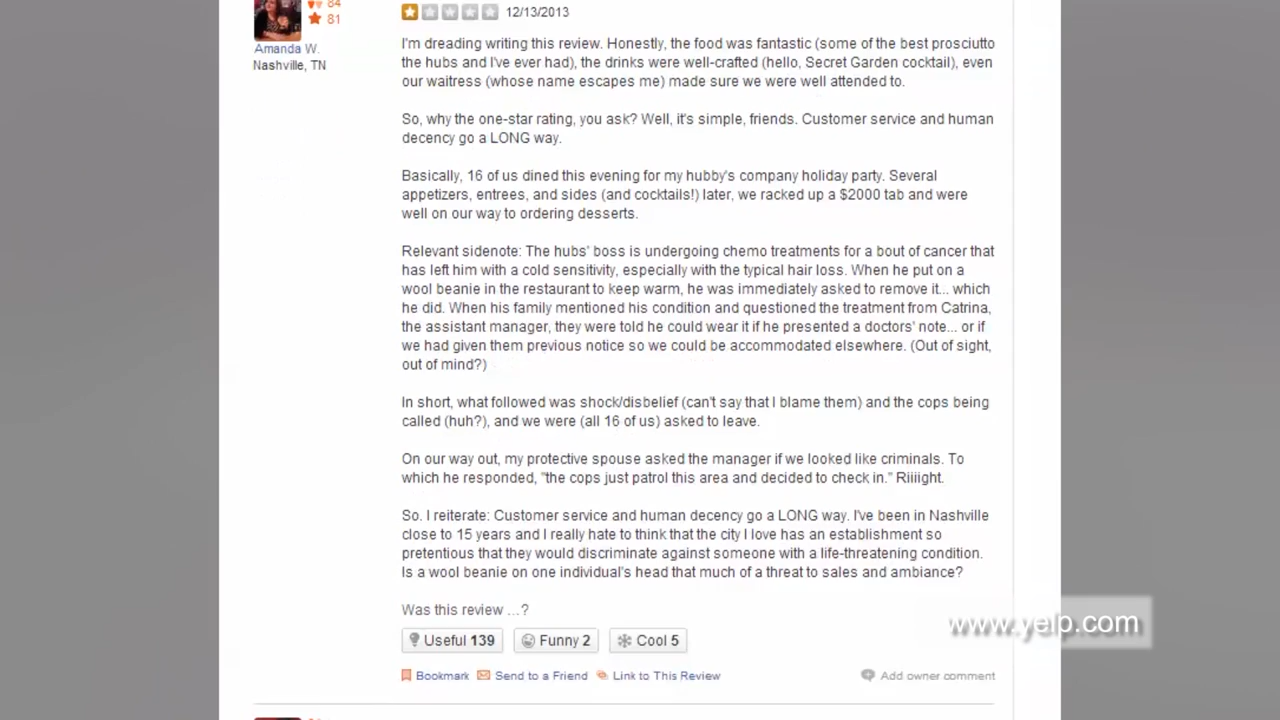 84
81
12/13/2013
Amanda W.
Nashville, TN
I'm dreading writing this review. Honestly, the food was fantastic (some of the best prosciutto
the hubs and I've ever had), the drinks were well-crafted (hello, Secret Garden cocktail), even
our waitress (whose name escapes me) made sure we were well attended to.
So, why the one-star rating, you ask? Well, it's simple, friends. Customer service and human
decency go a LONG way.
Basically, 16 of us dined this evening for my hubby's company holiday party. Several
appetizers, entrees, and sides (and cocktails!) later, we racked up a $2000 tab and were
well on our way to ordering desserts.
Relevant sidenote: The hubs' boss is undergoing chemo treatments for a bout of cancer that
has left him with a cold sensitivity, especially with the typical hair loss. When he put on a
wool beanie in the restaurant to keep warm, he was immediately asked to remove it... which
he did. When his family mentioned his condition and questioned the treatment from Catrina,
the assistant manager, they were told he could wear it if he presented a doctors' note... or if
we had given them previous notice so we could be accommodated elsewhere. (Out of sight,
out of mind?)
In short, what followed was shock/disbelief (can't say that I blame them) and the cops being
called (huh?), and we were (all 16 of us) asked to leave.
On our way out, my protective spouse asked the manager if we looked like criminals. To
which he responded, "the cops just patrol this area and decided to check in." Riiiight.
So. I reiterate: Customer service and human decency go a LONG way. I've been in Nashville
close to 15 years and I really hate to think that the city I love has an establishment so
pretentious that they would discriminate against someone with a life-threatening condition.
Is a wool beanie on one individual's head that much of a threat to sales and ambiance?
Was this review …?
Useful 139 Funny 2 Cool 5
www.yelp.com
Bookmark Send to a Friend Link to This Review Add owner comment